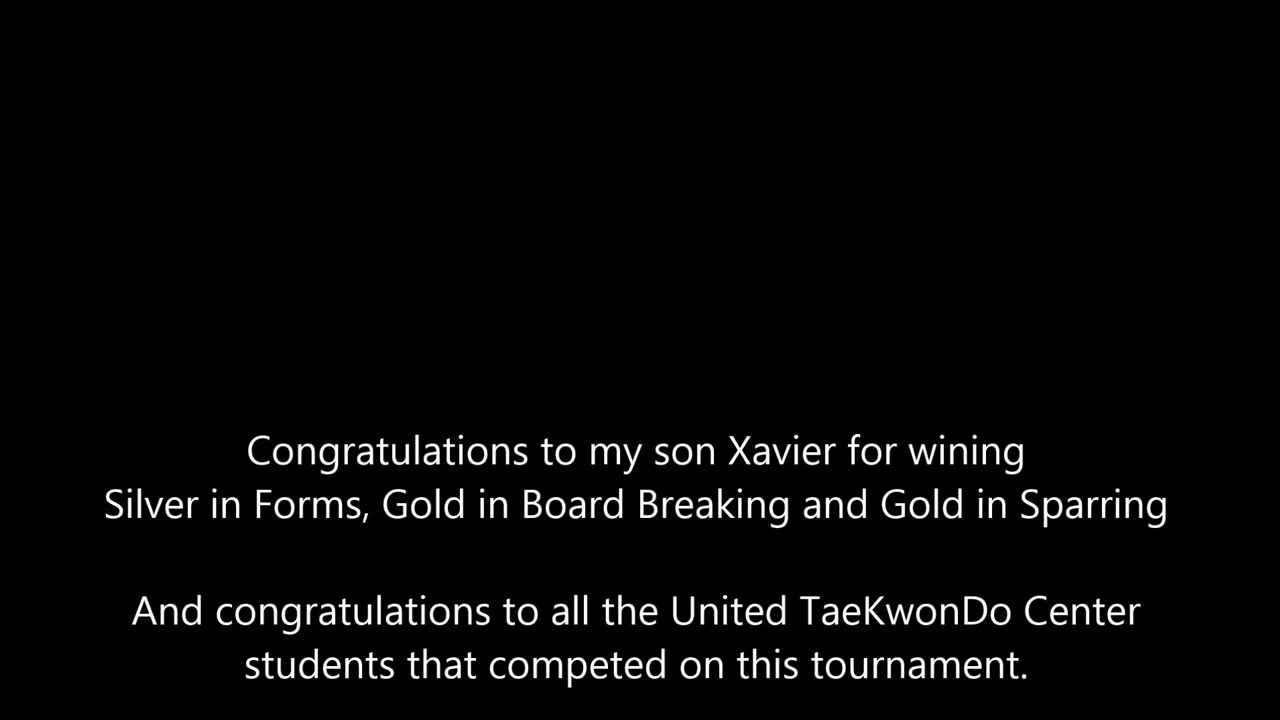 Congratulations to my son Xavier for wining
Silver in Forms, Gold in Board Breaking and Gold in Sparring
And congratulations to all the United TaeKwonDo Center
students that competed on this tournament.